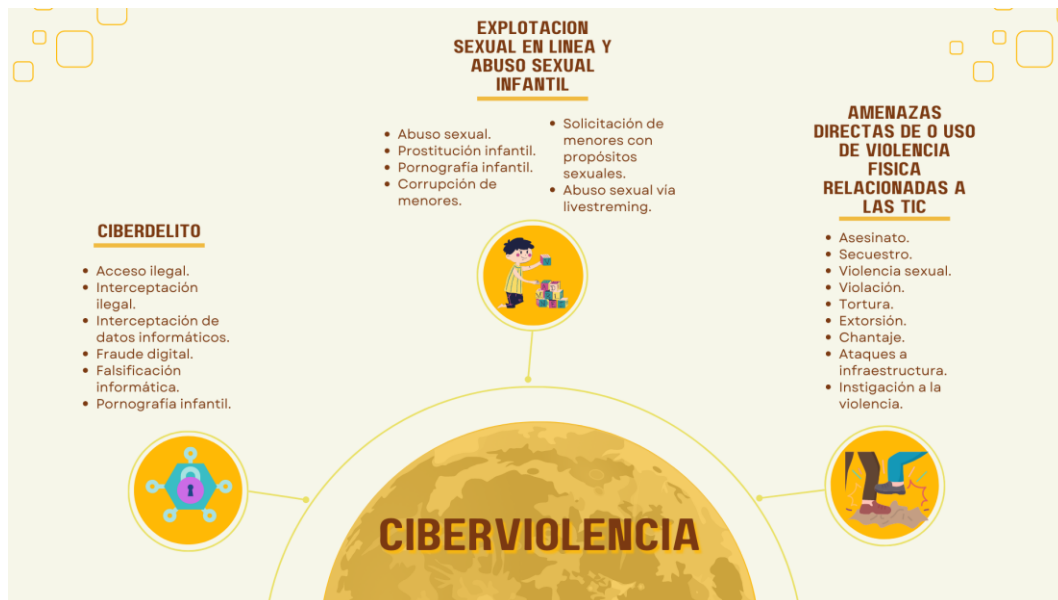 EXPLOTACION
SEXUAL EN LINEA Y
ABUSO SEXUAL
INFANTIL
• Abuso sexual.
• Prostitución infantil.
• Pornografía infantil.
• Corrupción de
menores.
• Solicitación de
menores con
propósitos
sexuales.
• Abuso sexual vía
livestreming.
AMENAZAS
DIRECTAS DE O USO
DE VIOLENCIA
FISICA
RELACIONADAS A
LAS TIC
• Asesinato.
• Secuestro.
• Violencia sexual.
• Violación.
• Tortura.
• Extorsión.
• Chantaje.
• Ataques a
infraestructura.
• Instigación a la
violencia.
CIBERDELITO
• Acceso ilegal.
• Interceptación
ilegal.
• Interceptación de
datos informáticos.
• Fraude digital.
• Falsificación
informática.
• Pornografía infantil.
CIBERVIOLENCIA